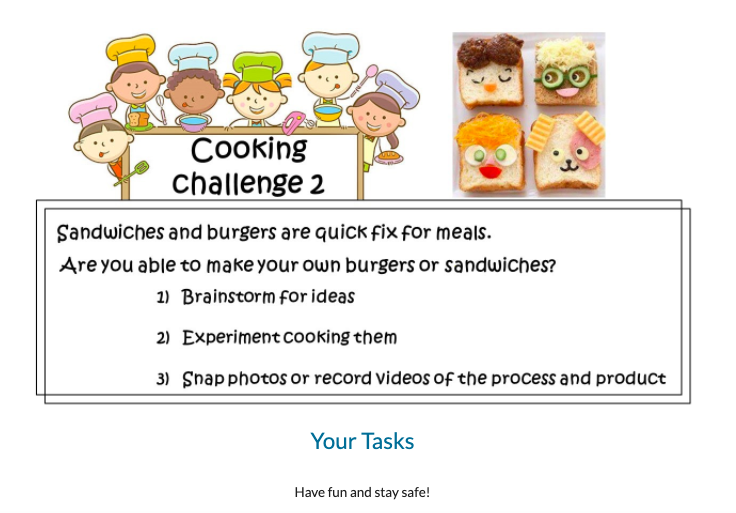 Cooking
challenge 2
Sandwiches and burgers are quick fix for meals.
Are you able to make your own burgers or sandwiches?
1) Brainstorm for ideas
2) Experiment cooking them
3) Snap photos or record videos of the process and product
Your Tasks
Have fun and stay safe!